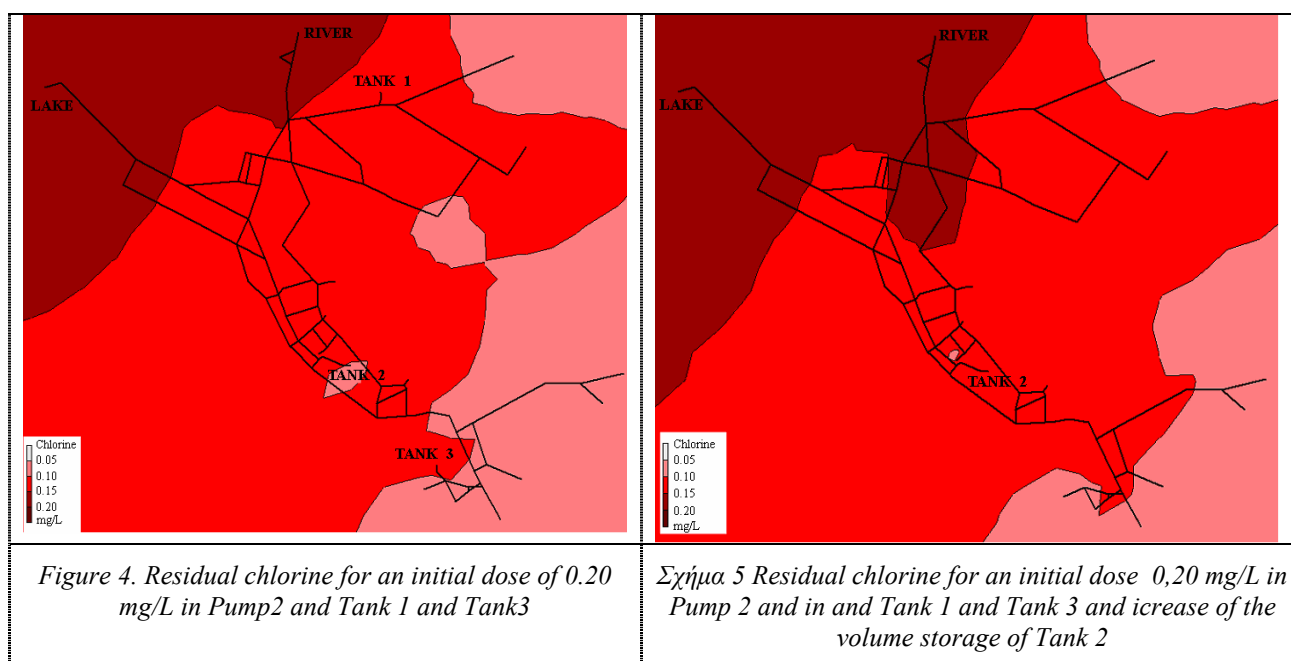 RIVER
TANK 1
LAKE
TANK 2
TANK 3
Chlorine
0.05
0.10
0.15
0.20
mg/L
RIVER
LAKE
TANK 2
Chlorine
0.05
0.10
0.15
0.20
mg/L
Figure 4. Residual chlorine for an initial dose of 0.20
mg/L in Pump2 and Tank 1 and Tank3
Σχήμα 5 Residual chlorine for an initial dose 0,20 mg/L in
Pump 2 and in and Tank 1 and Tank 3 and icrease of the
volume storage of Tank 2